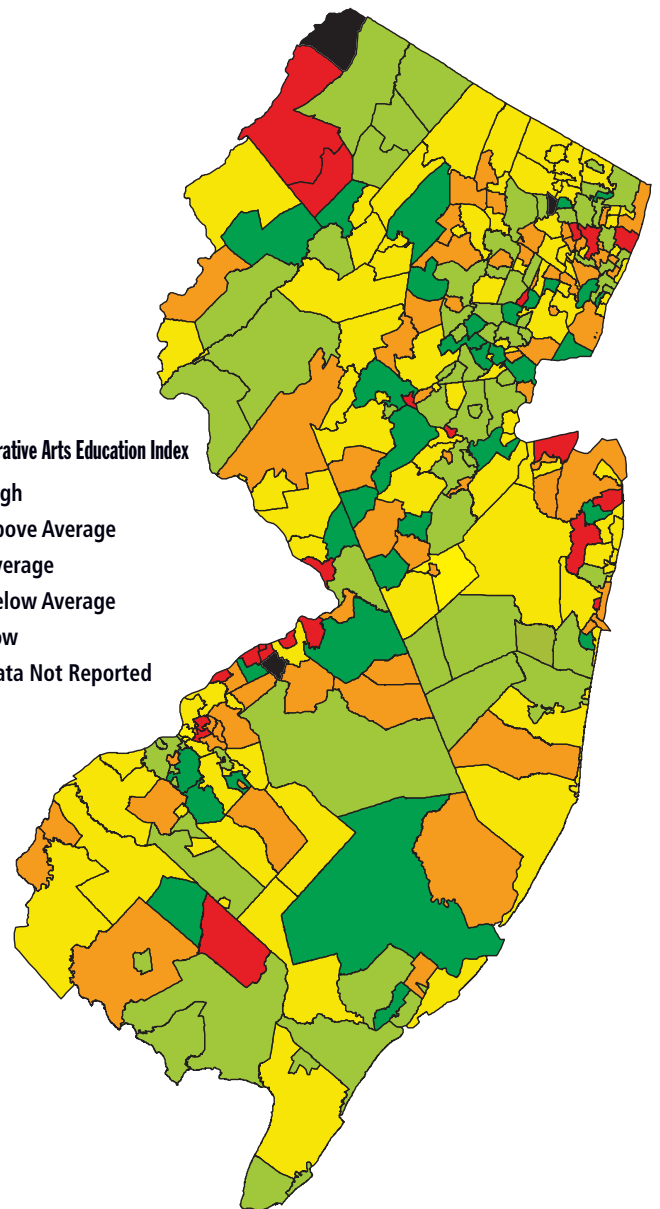 rative Arts Education Index
gh
bove Average
verage
elow Average
ow
ata Not Reported